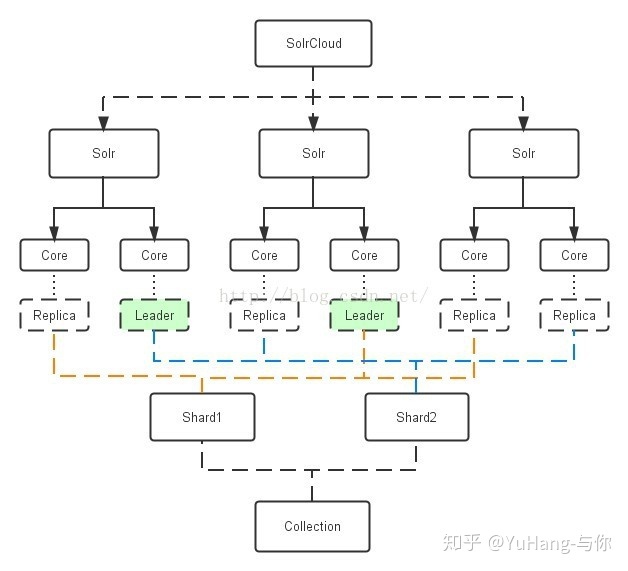 SolrCloud
Solr
Solr
Solr
Core
Core
Core
Core
Core
Core
http://blog.csdn.net/
Replica
Leader
Replica
Leader
Replica
Replica
Shard1
Shard2
Collection
知乎 @YuHang-与你